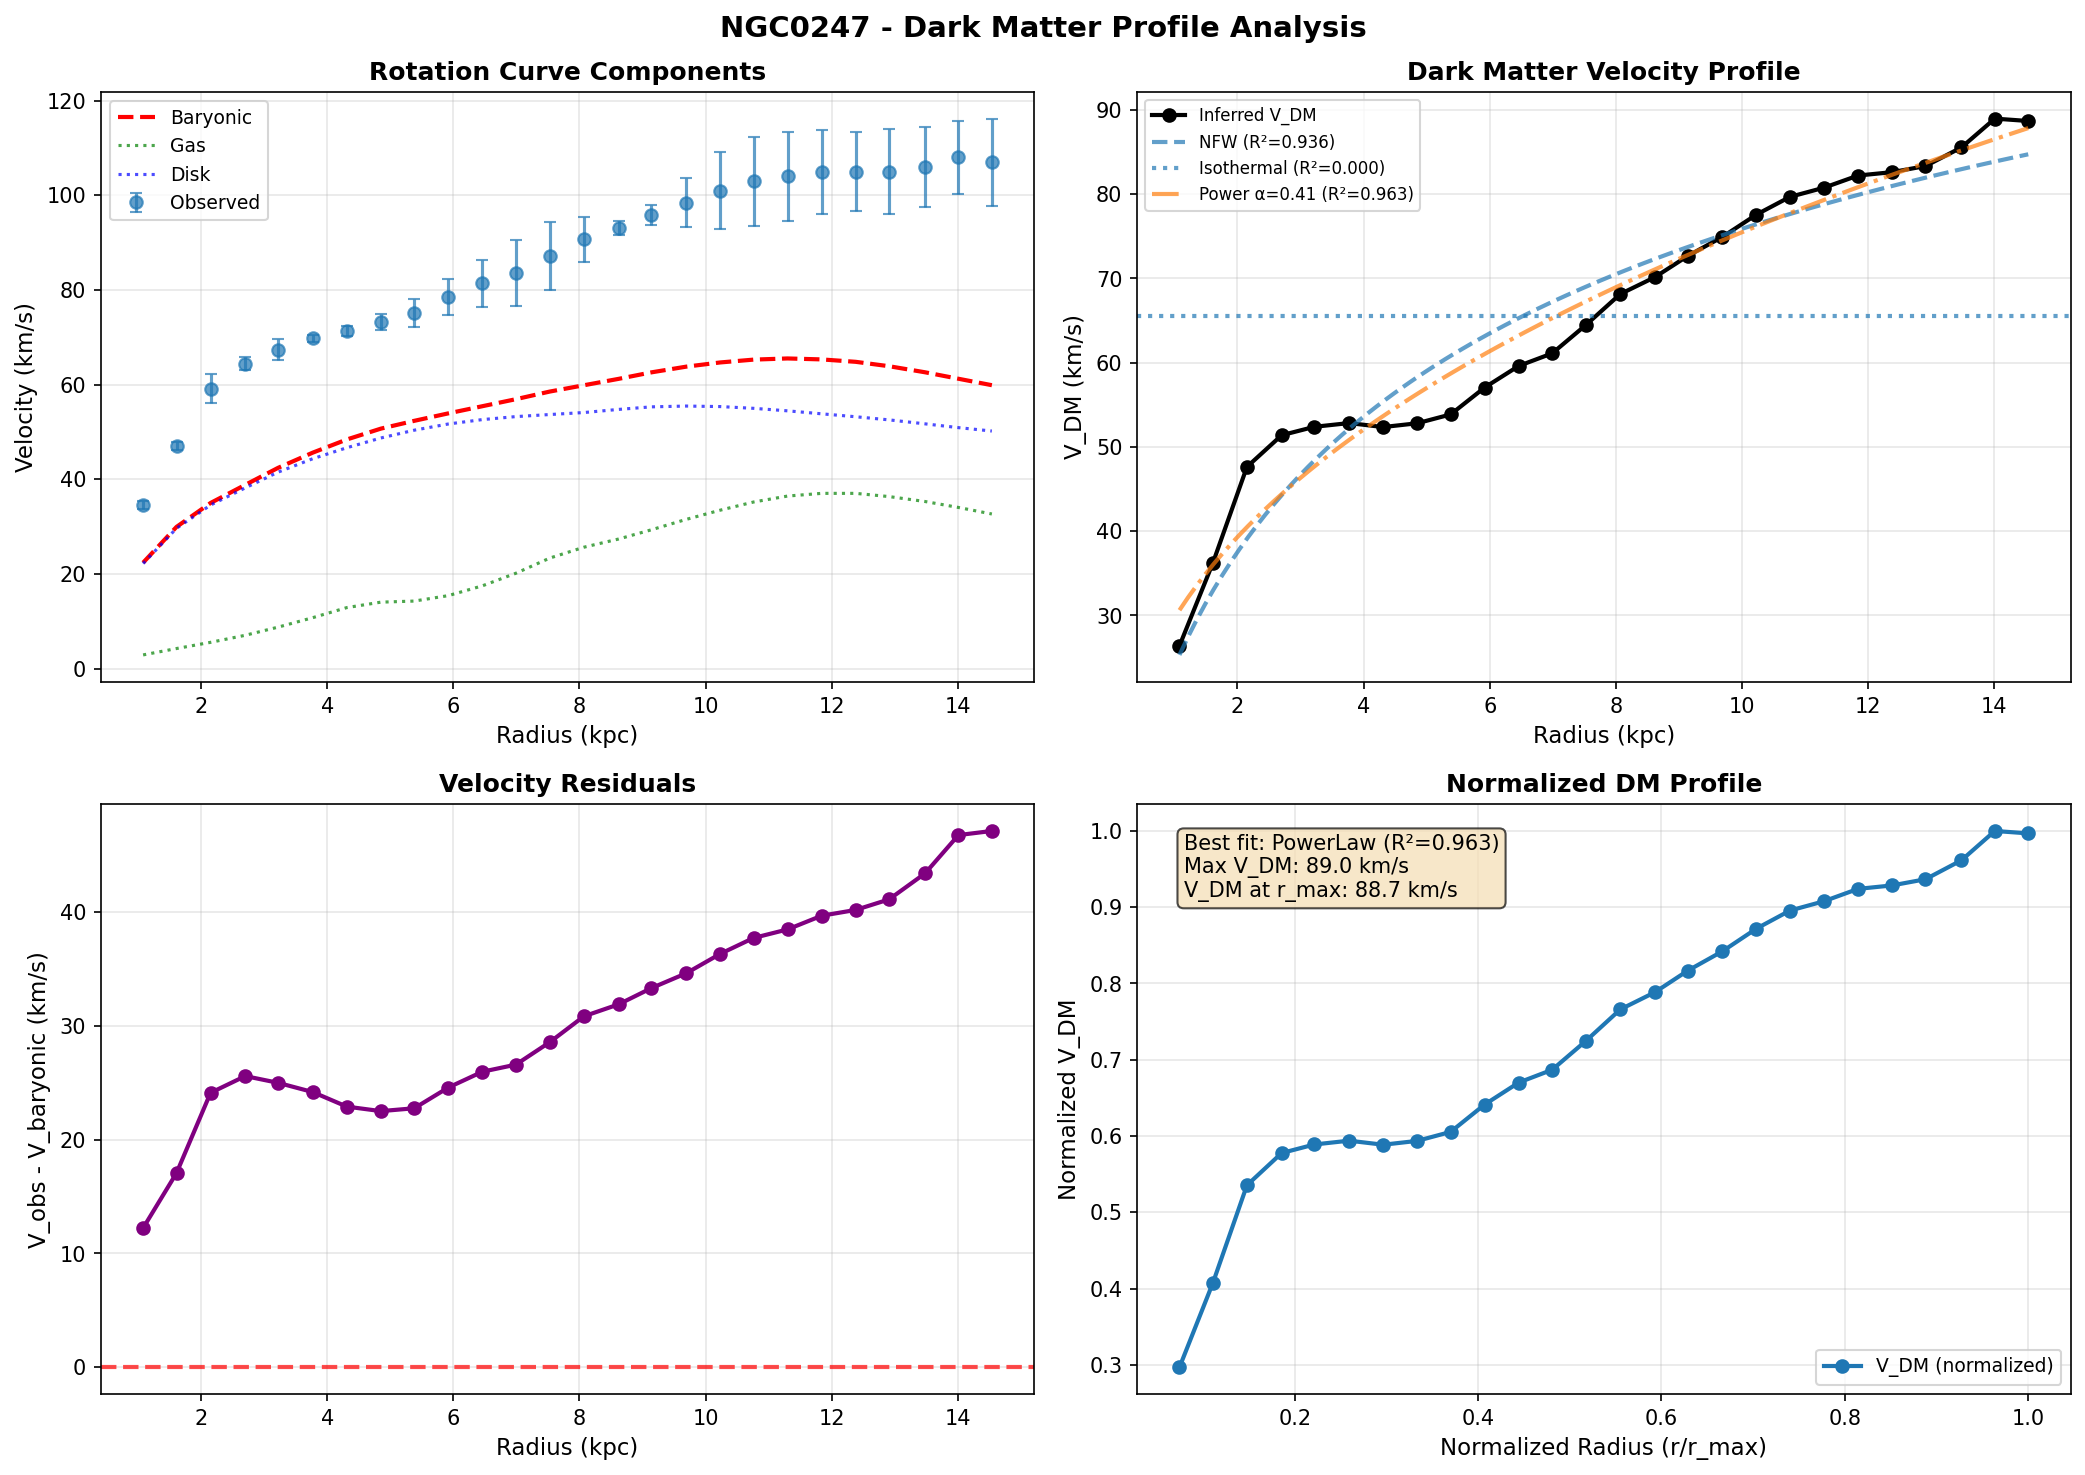 NGC0247 - Dark Matter Profile Analysis
Rotation Curve Components
Baryonic
Gas
Disk
Observed
Velocity (km/s)
0
20
40
60
80
100
120
2
4
6
8
10
12
14
Radius (kpc)
Dark Matter Velocity Profile
Inferred V_DM
NFW (R²=0.936)
Isothermal (R²=0.000)
Power α=0.41 (R²=0.963)
V_DM (km/s)
30
40
50
60
70
80
90
2
4
6
8
10
12
14
Radius (kpc)
Velocity Residuals
V_obs - V_baryonic (km/s)
0
10
20
30
40
2
4
6
8
10
12
14
Radius (kpc)
Normalized DM Profile
Best fit: PowerLaw (R²=0.963)
Max V_DM: 89.0 km/s
V_DM at r_max: 88.7 km/s
Normalized V_DM
0.3
0.4
0.5
0.6
0.7
0.8
0.9
1.0
V_DM (normalized)
0.2
0.4
0.6
0.8
1.0
Normalized Radius (r/r_max)